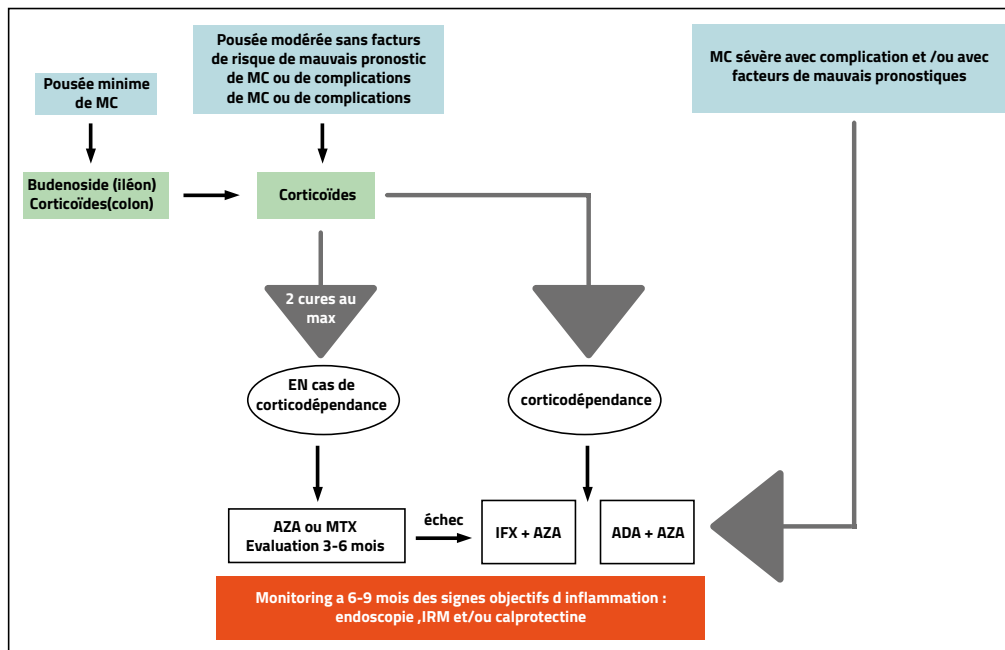 Pousée minime
de MC
Pousée modérée sans facturs
de risque de mauvais pronostic
de MC ou de complications
de MC ou de complications
MC sévère avec complication et /ou avec
facteurs de mauvais pronostiques
Budenoside (iléon)
Corticoïdes(colon)
Corticoïdes
2 cures au
max
EN cas de
corticodépendance
corticodépendance
AZA ou MTX
Evaluation 3-6 mois
échec
IFX + AZA
ADA + AZA
Monitoring a 6-9 mois des signes objectifs d inflammation :
endoscopie ,IRM et/ou calprotectine